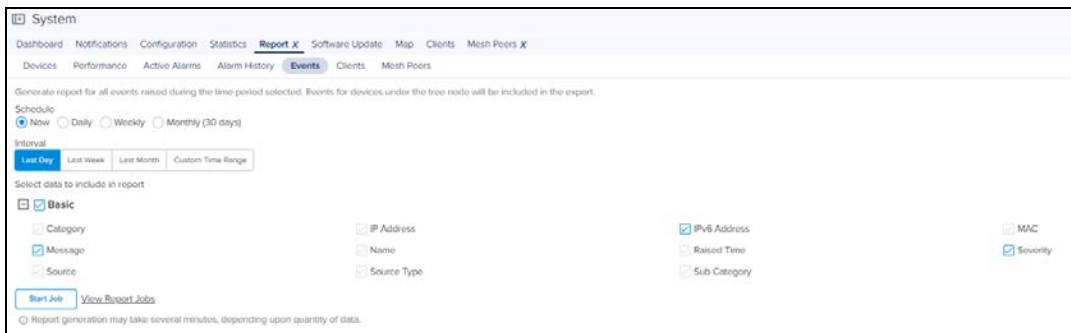 System
Dashboard Notifications Configuration Statistics Report X Software Update Map Clients Mesh Peers X
Devices Performance Active Alarms Alarm History Events Clients Mesh Peers
Generate report for all events raised during the time period selected. Events for devices under the tree node will be included in the export.
Schedule
Now Daily Weekly Monthly (30 days)
Interval
Last Day Last Week Last Month Custom Time Range
Select data to include in report
Basic
Category IP Address IPv6 Address MAC
Message Name Raised Time Severity
Source Source Type Sub Category
Start Job View Report Jobs
Report generation may take several minutes, depending upon quantity of data.